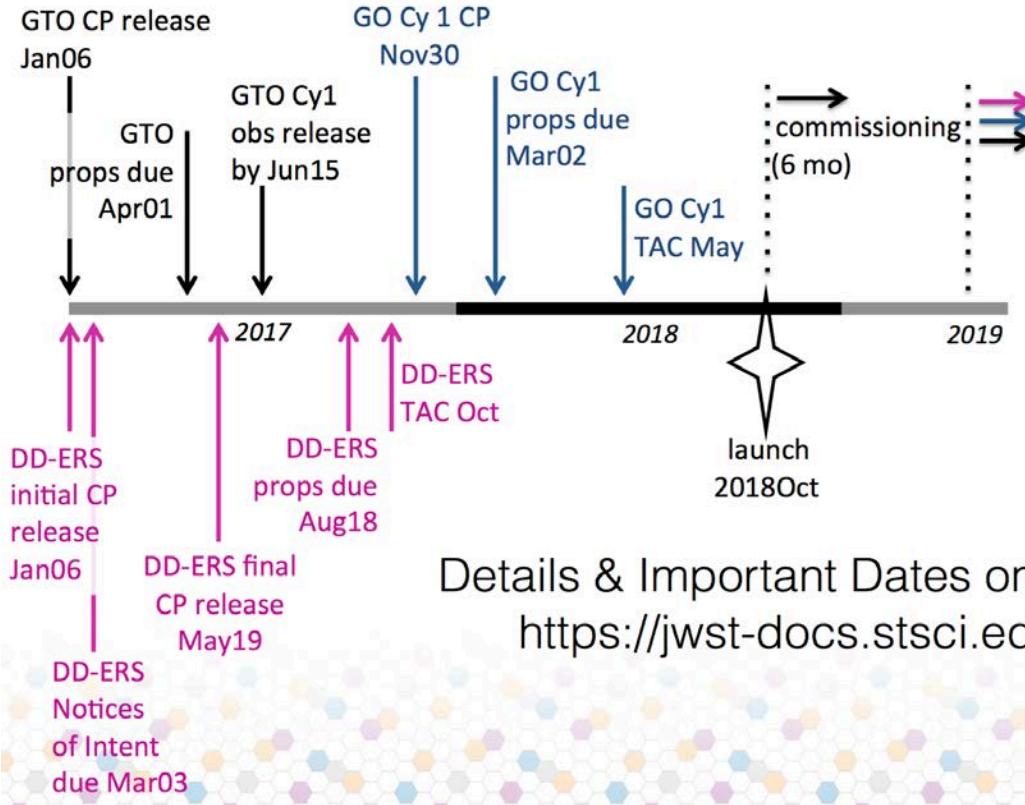 GTO CP release
Jan06
GTO
props due
Apr01
GTO Cy1
obs release
by Jun15
GO Cy 1 CP
Nov30
GO Cy1
props due
Mar02
GO Cy1
TAC May
commissioning
(6 mo)
2017
2018
2019
DD-ERS
initial CP
release
Jan06
DD-ERS
Notices
of Intent
due Mar03
DD-ERS final
CP release
May19
DD-ERS
props due
Aug18
DD-ERS
TAC Oct
launch
2018Oct
Details & Important Dates on
https://jwst-docs.stsci.ed